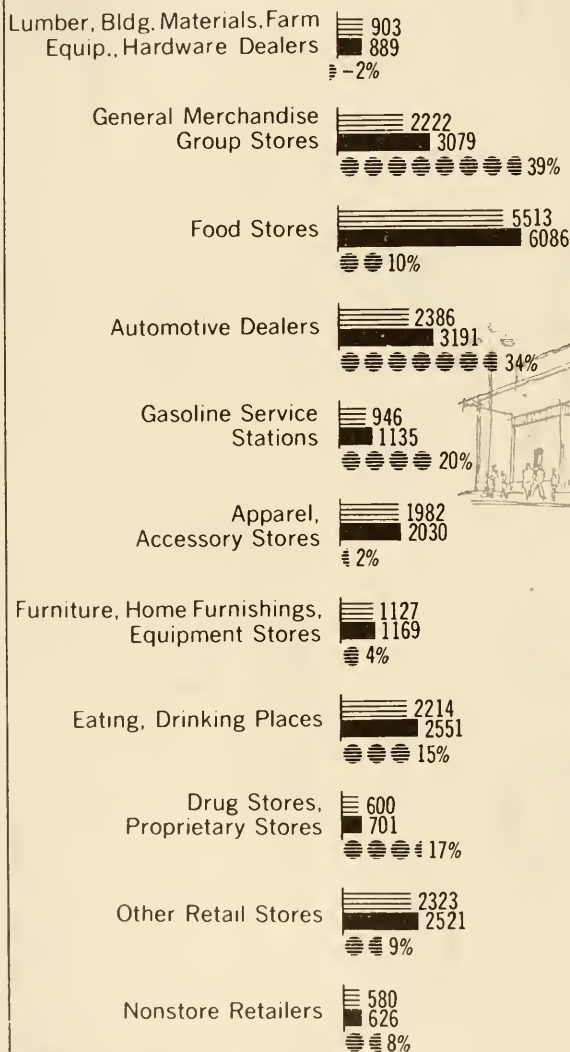 Lumber, Bldg. Materials, Farm
Equip., Hardware Dealers
903
889
-2%
General Merchandise
Group Stores
2222
3079
39%
Food Stores
5513
6086
10%
Automotive Dealers
2386
3191
34%
Gasoline Service
Stations
946
1135
20%
Apparel,
Accessory Stores
1982
2030
2%
Furniture, Home Furnishings,
Equipment Stores
1127
1169
4%
Eating, Drinking Places
2214
2551
15%
Drug Stores,
Proprietary Stores
600
701
17%
Other Retail Stores
2323
2521
9%
Nonstore Retailers
580
626
8%